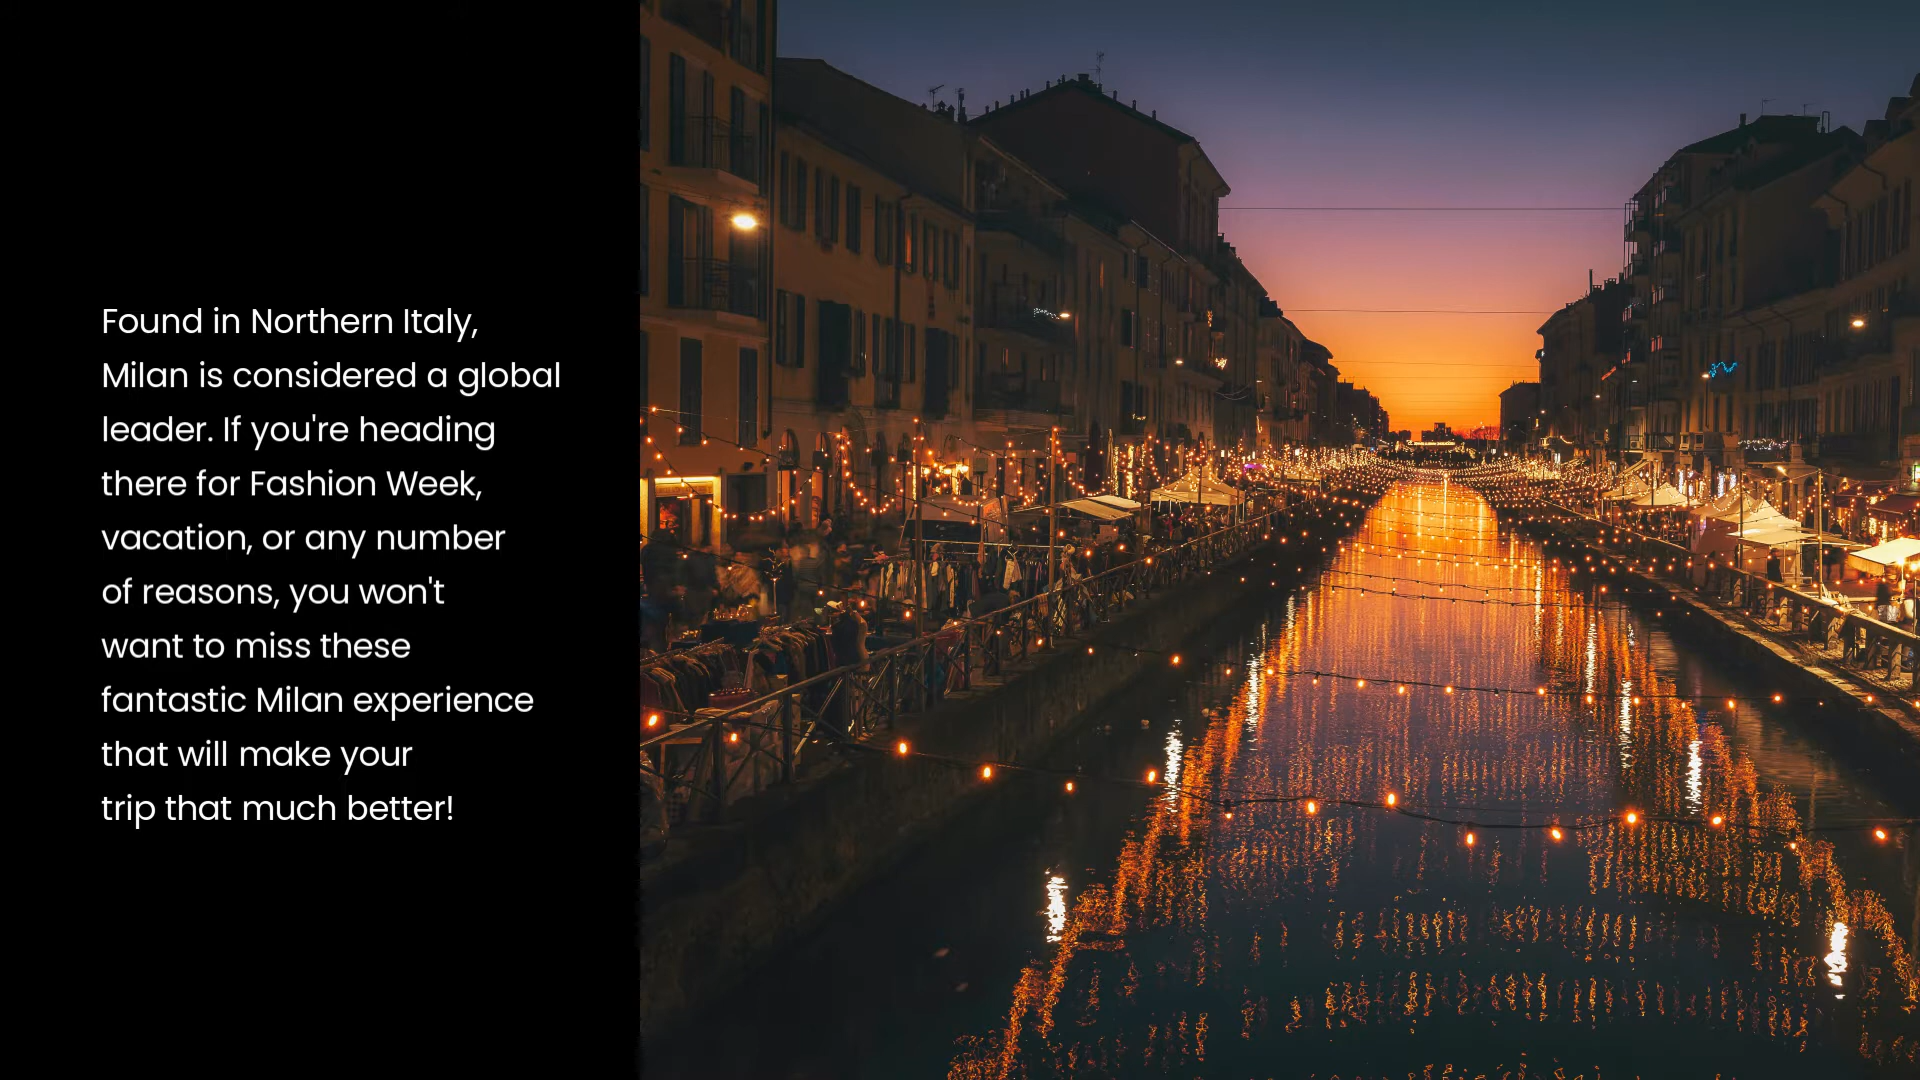 Found in Northern Italy,
Milan is considered a global
leader. If you're heading
there for Fashion Week,
vacation, or any number
of reasons, you won't
want to miss these
fantastic Milan experience
that will make your
trip that much better!